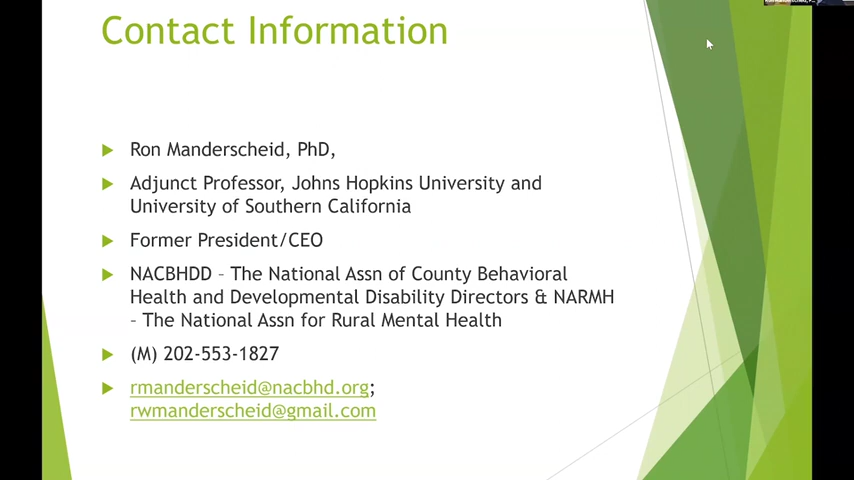 Contact Information
Ron Manderscheid, PhD,
Adjunct Professor, Johns Hopkins University and
University of Southern California
Former President/CEO
NACBHDD – The National Assn of County Behavioral
Health and Developmental Disability Directors & NARMH
– The National Assn for Rural Mental Health
(M) 202-553-1827
rmanderscheid@nacbhd.org;
rwmanderscheid@gmail.com